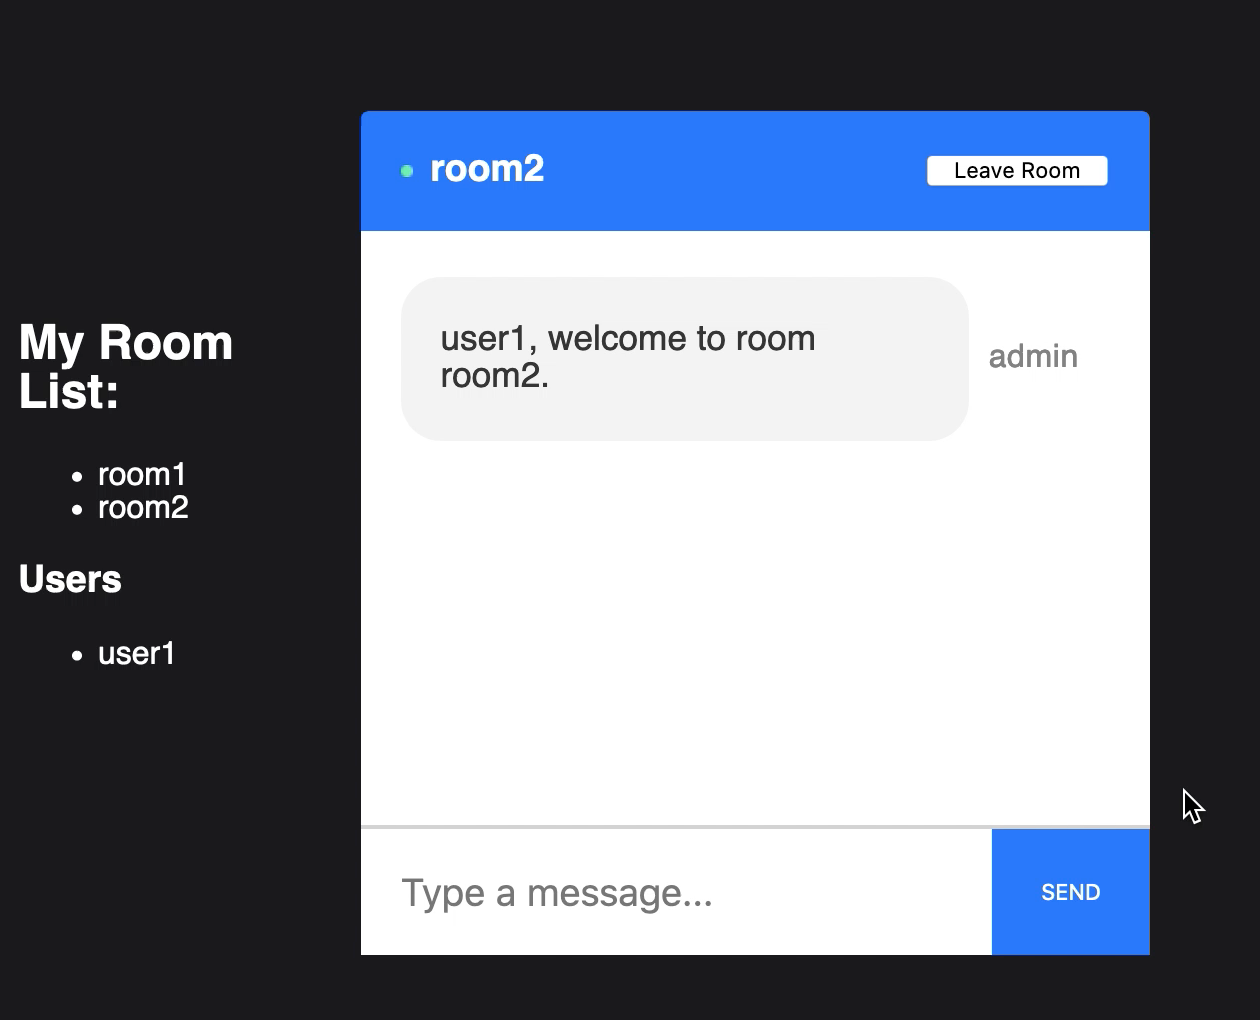 My Room
List:
room1
room2
Users
user1
room2
Leave Room
user1, welcome to room
room2.
admin
Type a message...
SEND